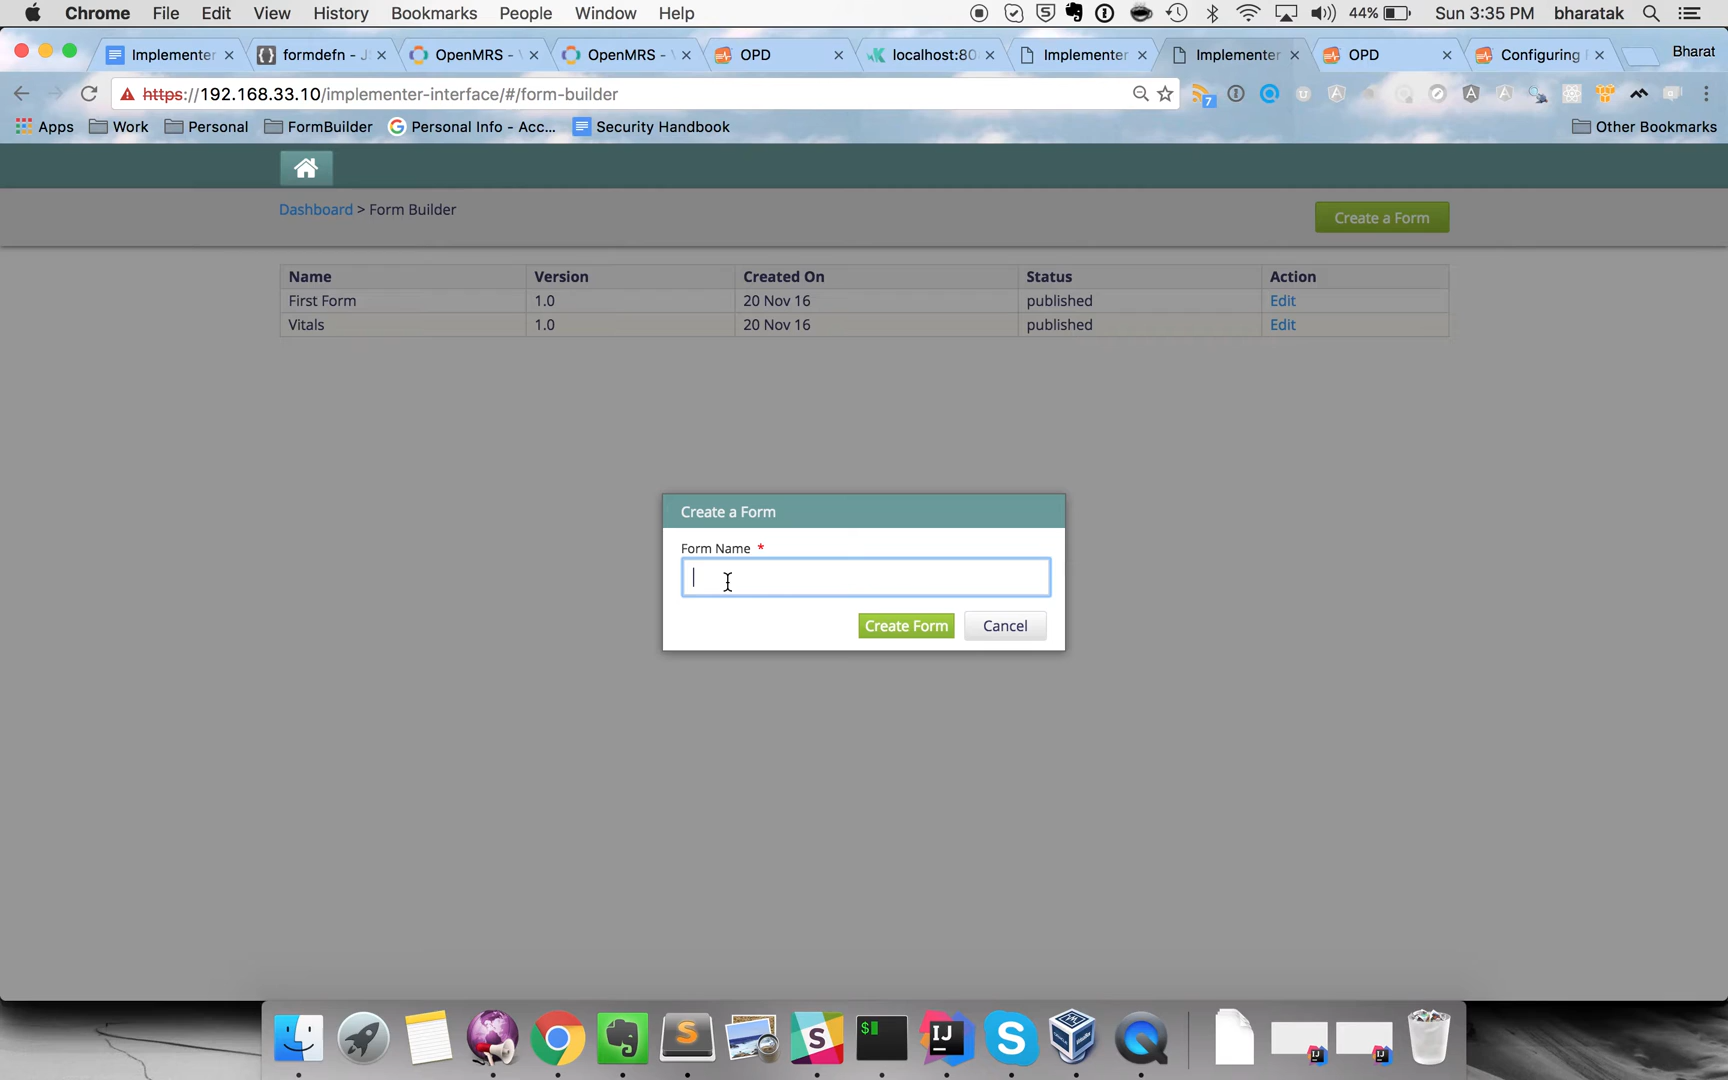 Chrome File Edit View History Bookmarks People Window Help 44% Sun 3:35 PM bharatak
Implementer formdefn - JS OpenMRS - OpenMRS - OPD localhost:80 Implementer Implementer OPD Configuring Bharat
https://192.168.33.10/implementer-interface/#/form-builder 7
Apps Work Personal FormBuilder Personal Info - Acc... Security Handbook Other Bookmarks
Dashboard > Form Builder Create a Form
Name Version Created On Status Action
First Form 1.0 20 Nov 16 published Edit
Vitals 1.0 20 Nov 16 published Edit
Create a Form
Form Name *
Create Form Cancel